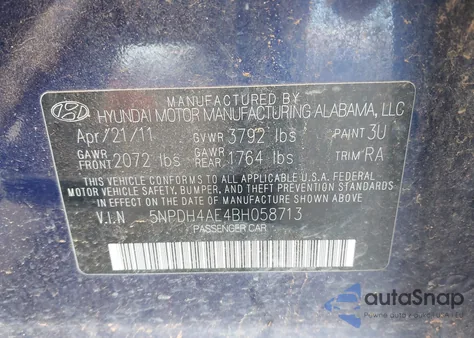 MANUFACTURED BY
HYUNDAI MOTOR MANUFACTURING ALABAMA, LLC
Apr/21/11 GVWR 3792 lbs PAINT 3U
GAWR FRONT 2072 lbs GAWR REAR 1764 lbs TRIM RA
THIS VEHICLE CONFORMS TO ALL APPLICABLE U.S.A FEDERAL
MOTOR VEHICLE SAFETY, BUMPER, AND THEFT PREVENTION
STANDARDS IN EFFECT ON THE DATE OF MANUFACTURE
SHOWN ABOVE.
V.I.N 5NPDH4AE4BH058713
PASSENGER CAR
autoSnap